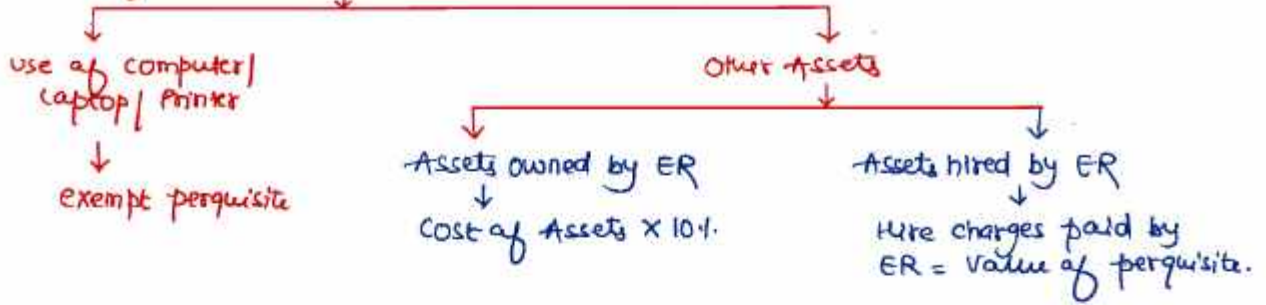 use of computer/
Laptop/ Printer
↓
exempt perquisite
Other Assets
Assets owned by ER
↓
Cost of Assets X 10%.
Assets hired by ER
↓
Hire charges paid by
ER = Value of perquisite.